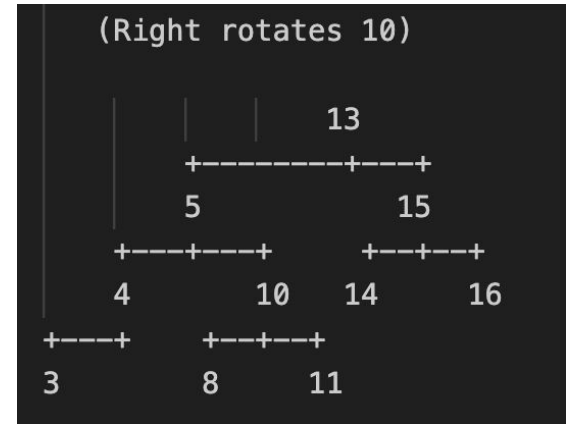 (Right rotates 10)
13
+--------+---+
5 15
+---+---+ +--+--+
4 10 14 16
+---+ +--+--+
3 8 11